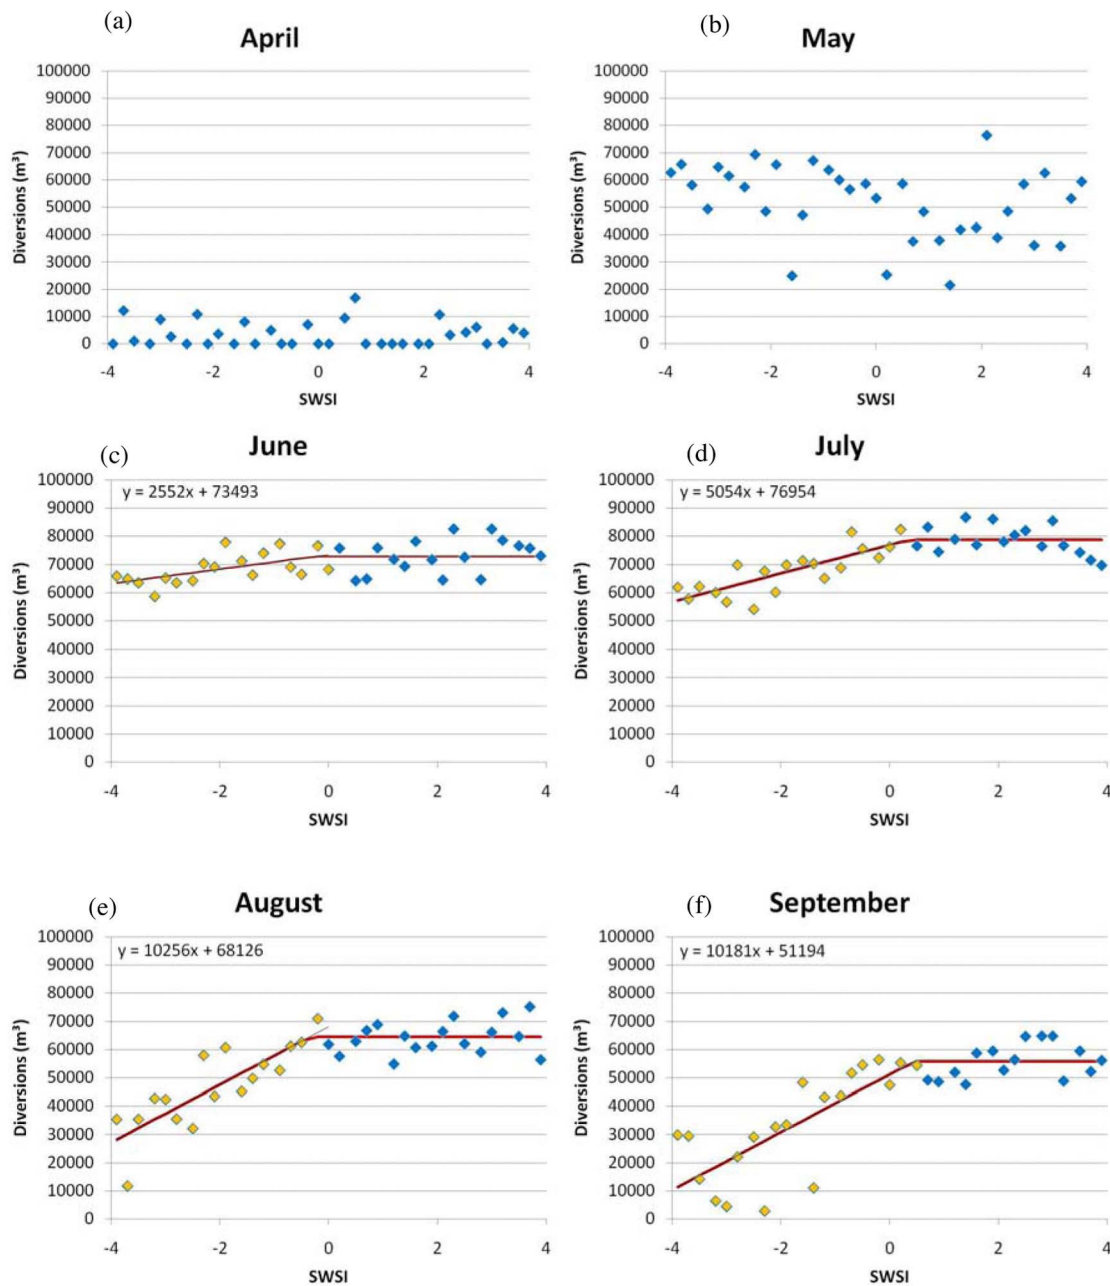 (a)
April
Diversions (m³)
100000
90000
80000
70000
60000
50000
40000
30000
20000
10000
0
-4 -2 0 2 4
SWSI
(b)
May
Diversions (m³)
100000
90000
80000
70000
60000
50000
40000
30000
20000
10000
0
-4 -2 0 2 4
SWSI
(c)
June
y = 2552x + 73493
Diversions (m³)
100000
90000
80000
70000
60000
50000
40000
30000
20000
10000
0
-4 -2 0 2 4
SWSI
(d)
July
y = 5054x + 76954
Diversions (m³)
100000
90000
80000
70000
60000
50000
40000
30000
20000
10000
0
-4 -2 0 2 4
SWSI
(e)
August
y = 10256x + 68126
Diversions (m³)
100000
90000
80000
70000
60000
50000
40000
30000
20000
10000
0
-4 -2 0 2 4
SWSI
(f)
September
y = 10181x + 51194
Diversions (m³)
100000
90000
80000
70000
60000
50000
40000
30000
20000
10000
0
-4 -2 0 2 4
SWSI